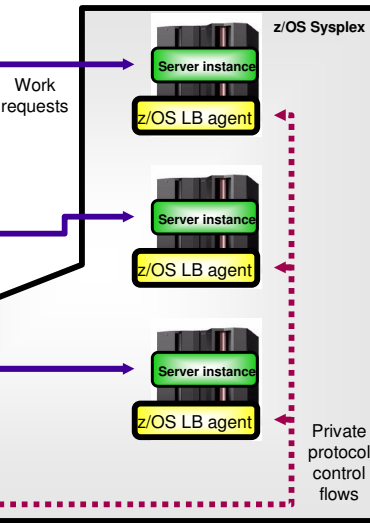 z/OS Sysplex
Work
requests
Server instance
z/OS LB agent
Server instance
z/OS LB agent
Server instance
z/OS LB agent
Private
protocol
control
flows